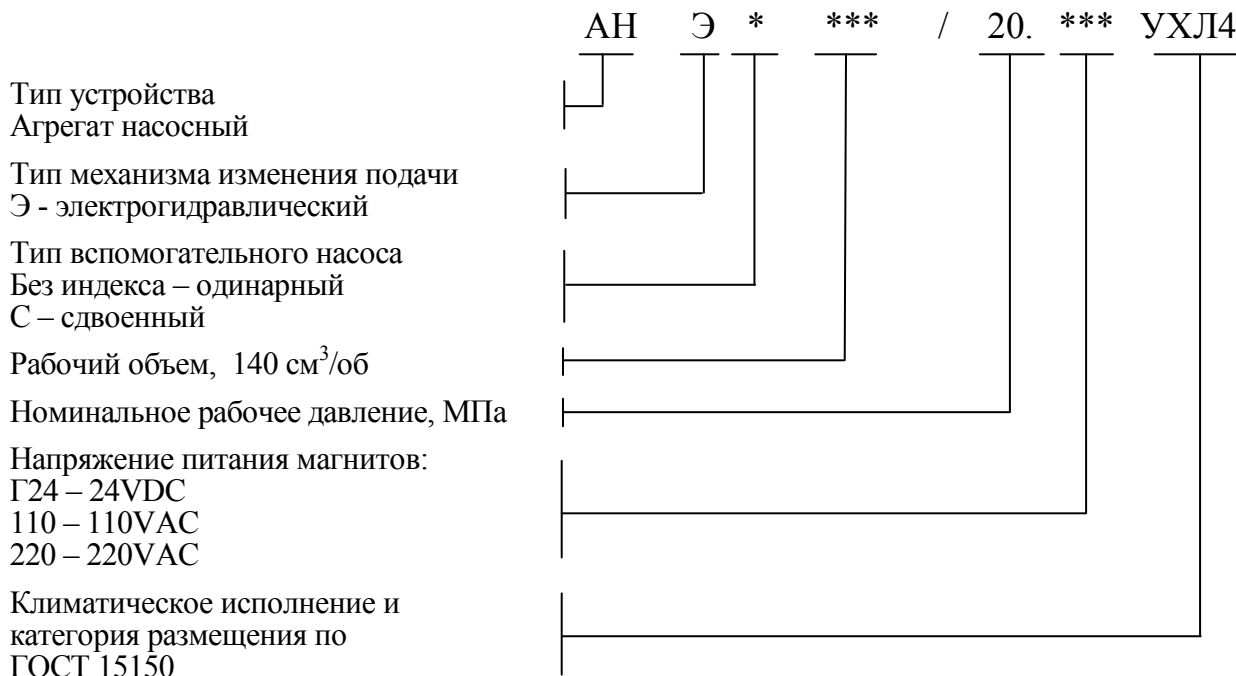 АН Э * *** / 20. *** УХЛ4
Тип устройства
Агрегат насосный
Тип механизма изменения подачи
Э - электрогидравлический
Тип вспомогательного насоса
Без индекса – одинарный
С – сдвоенный
Рабочий объем, 140 см³/об
Номинальное рабочее давление, МПа
Напряжение питания магнитов:
Г24 – 24VDC
110 – 110VAC
220 – 220VAC
Климатическое исполнение и
категория размещения по
ГОСТ 15150